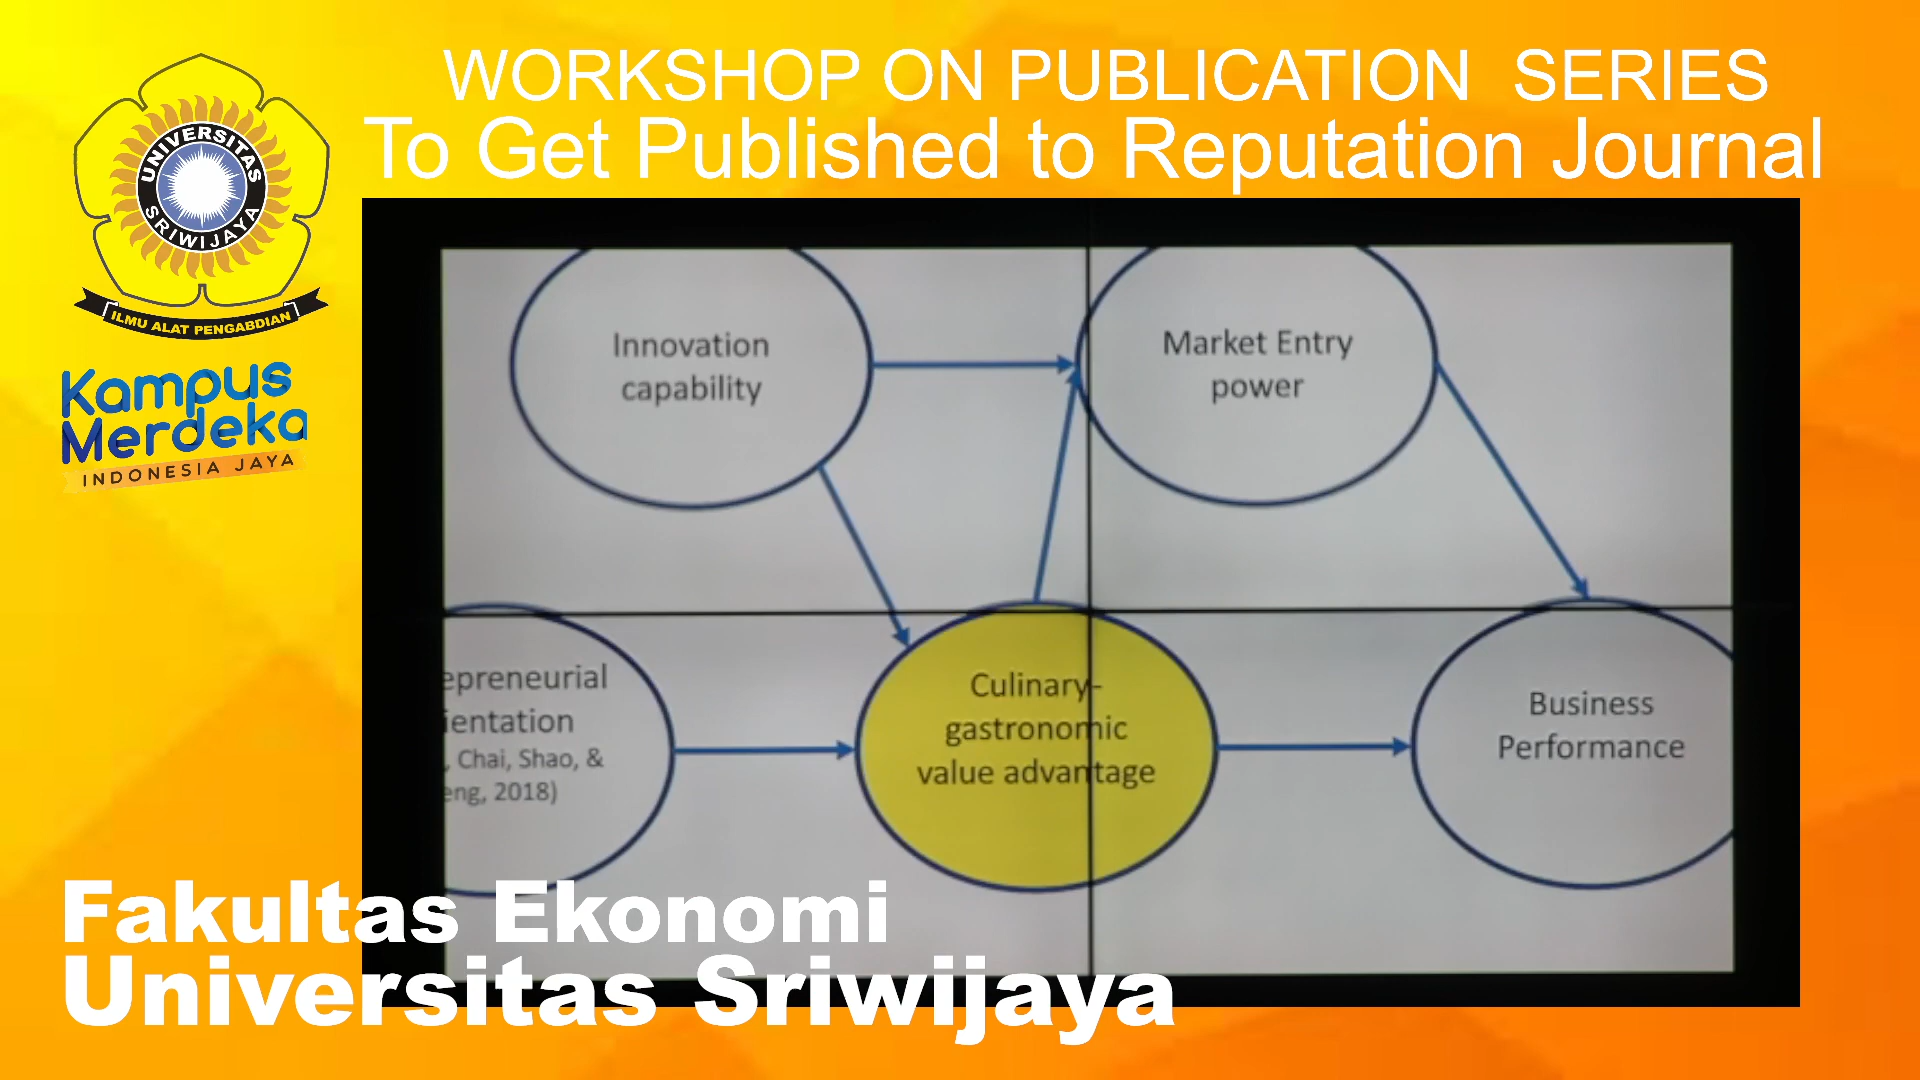 WORKSHOP ON PUBLICATION SERIES
To Get Published to Reputation Journal
UNIVERSITAS
SRIWIJAYA
ILMU ALAT PENGABDIAN
Kampus
Merdeka
INDONESIA JAYA
Innovation
capability
Market Entry
power
epreneurial
ientation
, Chai, Shao, &
eng, 2018)
Culinary-
gastronomic
value advantage
Business
Performance
Fakultas Ekonomi
Universitas Sriwijaya